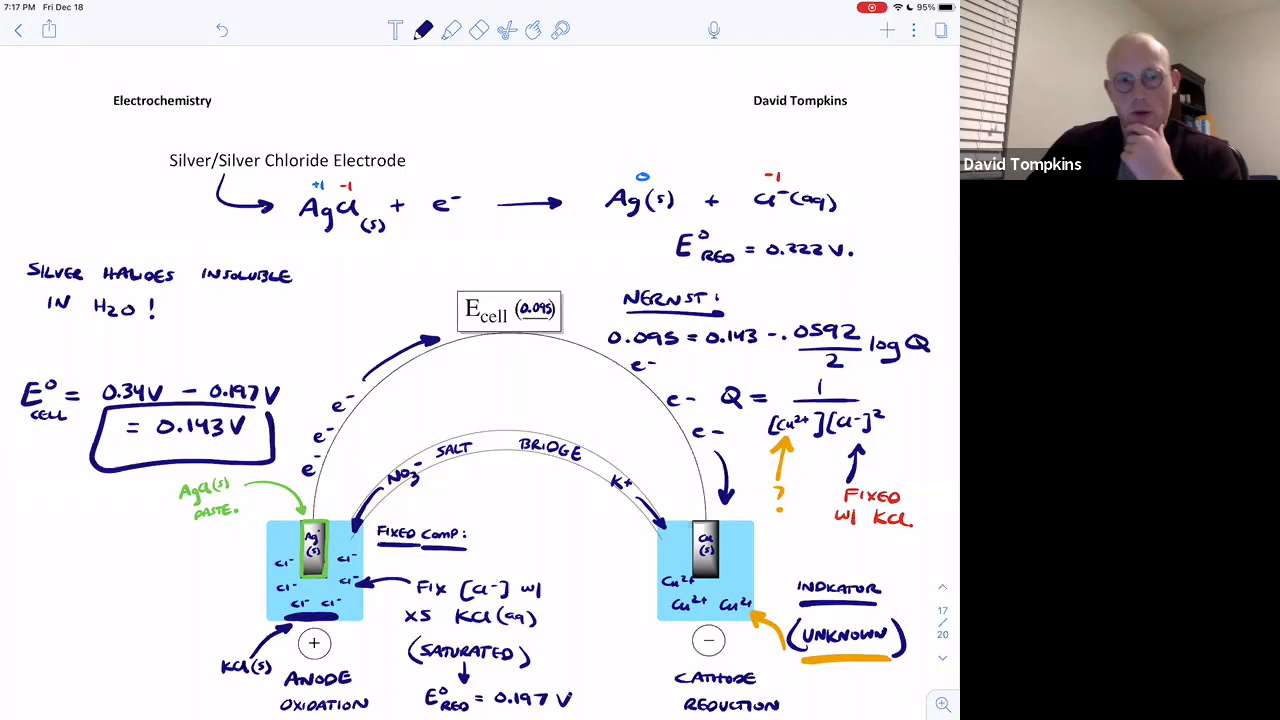 7:17 PM Fri Dec 18
95%
Electrochemistry
David Tompkins
David Tompkins
Silver/Silver Chloride Electrode
+1 -1 0 -1
AgCl(s) + e- → Ag(s) + Cl-(aq)
E°RED = 0.222 V.
SILVER HALIDES INSOLUBLE
IN H2O !
Ecell (0.095)
NERNST:
0.095 = 0.143 - .0592/2 log Q
E°CELL = 0.34V - 0.197V
= 0.143 V
Q = 1/[Cu2+][Cl-]2
e- e- e-
e- e- e-
SALT BRIDGE
NO3-
K+
AgCl(s)
PASTE.
?
FIXED
W/ KCl
Ag(s)
Cl- Cl- Cl- Cl- Cl- Cl-
FIXED COMP:
FIX [Cl-] W/
XS KCl(aq)
(SATURATED)
E°RED = 0.197 V
Cu(s)
Cu2+ Cu2+ Cu2+
INDICATOR
(UNKNOWN)
+
-
KCl(s)
ANODE
OXIDATION
CATHODE
REDUCTION
17
/
20